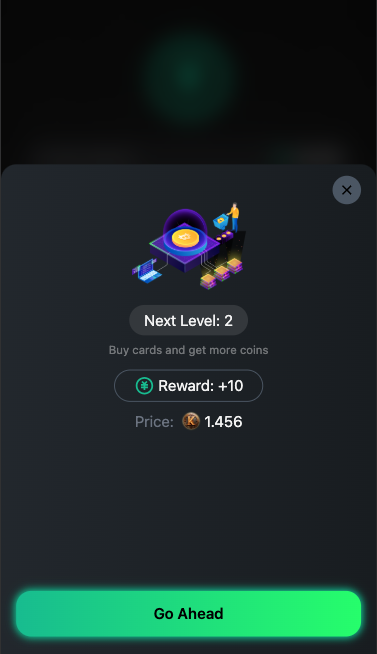 Next Level: 2
Buy cards and get more coins
¥ Reward: +10
Price: K 1.456
Go Ahead